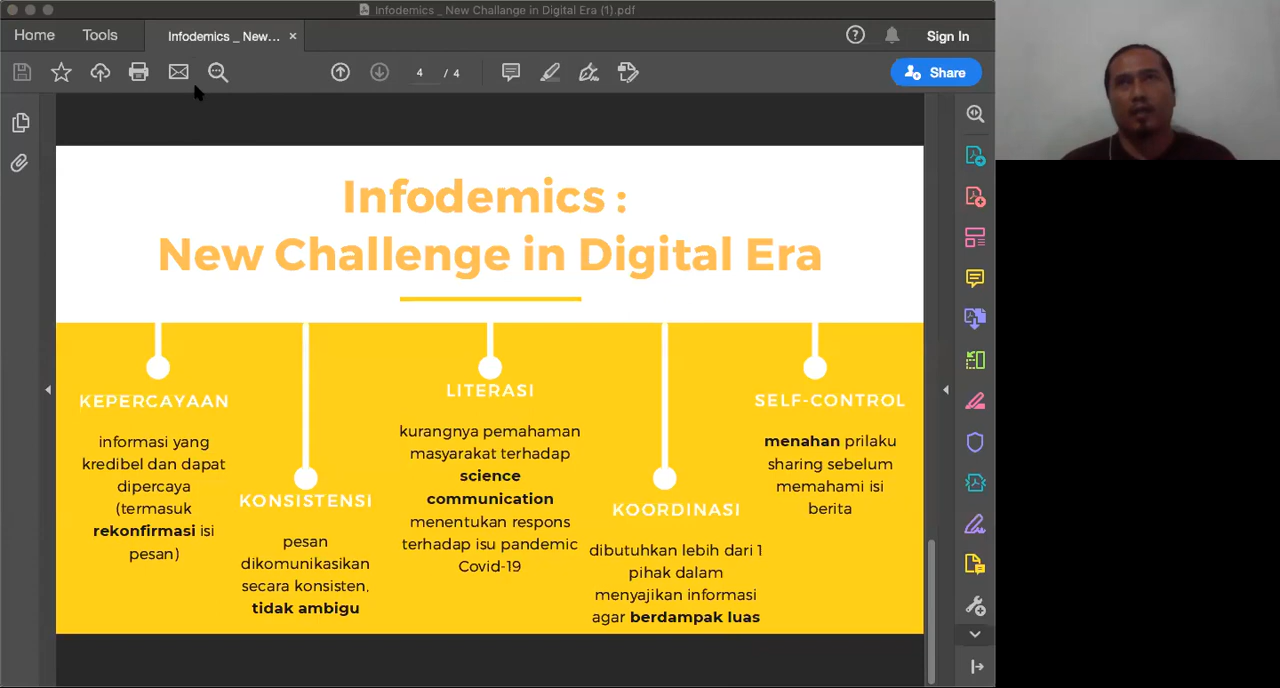 Infodemics _ New Challange in Digital Era (1).pdf
Home
Tools
Infodemics _ New...
Sign In
4 / 4
Share
Infodemics :
New Challenge in Digital Era
KEPERCAYAAN
informasi yang
kredibel dan dapat
dipercaya
(termasuk
rekonfirmasi isi
pesan)
KONSISTENSI
pesan
dikomunikasikan
secara konsisten,
tidak ambigu
LITERASI
kurangnya pemahaman
masyarakat terhadap
science
communication
menentukan respons
terhadap isu pandemic
Covid-19
KOORDINASI
dibutuhkan lebih dari 1
pihak dalam
menyajikan informasi
agar berdampak luas
SELF-CONTROL
menahan prilaku
sharing sebelum
memahami isi
berita